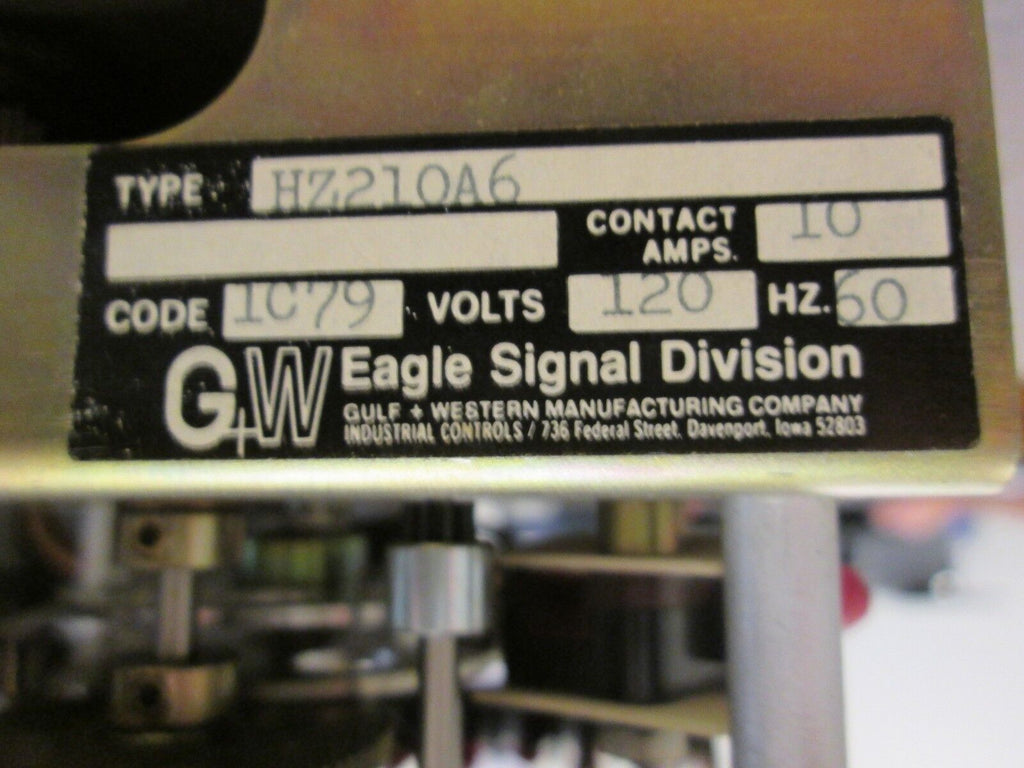 TYPE HZ210A6
CONTACT AMPS. 10
CODE 1C79 VOLTS 120 HZ. 60
G+W Eagle Signal Division
GULF + WESTERN MANUFACTURING COMPANY
INDUSTRIAL CONTROLS / 736 Federal Street, Davenport, Iowa 52803